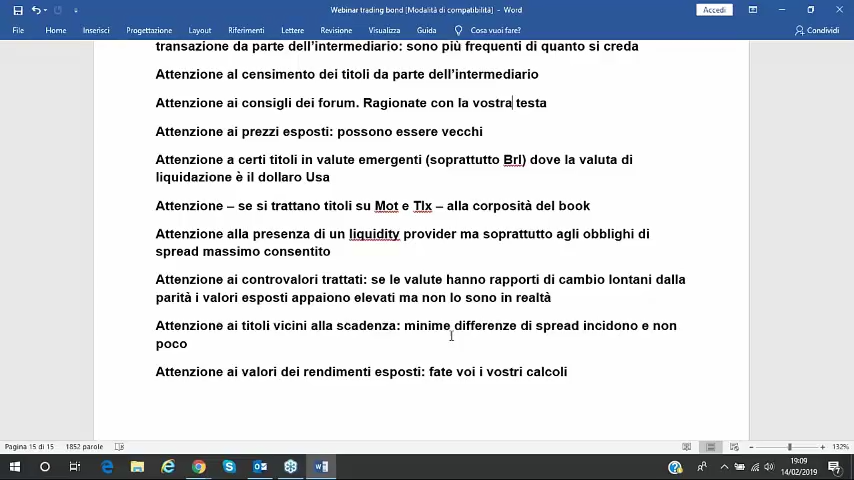 Webinar trading bond [Modalità di compatibilità] - Word
Accedi
File Home Inserisci Progettazione Layout Riferimenti Lettere Revisione Visualizza Guida Cosa vuoi fare? Condividi
transazione da parte dell'intermediario: sono più frequenti di quanto si creda
Attenzione al censimento dei titoli da parte dell'intermediario
Attenzione ai consigli dei forum. Ragionate con la vostra testa
Attenzione ai prezzi esposti: possono essere vecchi
Attenzione a certi titoli in valute emergenti (soprattutto Brl) dove la valuta di
liquidazione è il dollaro Usa
Attenzione – se si trattano titoli su Mot e Tlx – alla corposità del book
Attenzione alla presenza di un liquidity provider ma soprattutto agli obblighi di
spread massimo consentito
Attenzione ai controvalori trattati: se le valute hanno rapporti di cambio lontani dalla
parità i valori esposti appaiono elevati ma non lo sono in realtà
Attenzione ai titoli vicini alla scadenza: minime differenze di spread incidono e non
poco
Attenzione ai valori dei rendimenti esposti: fate voi i vostri calcoli
Pagina 15 di 15 1852 parole 132%
19:09
14/02/2019